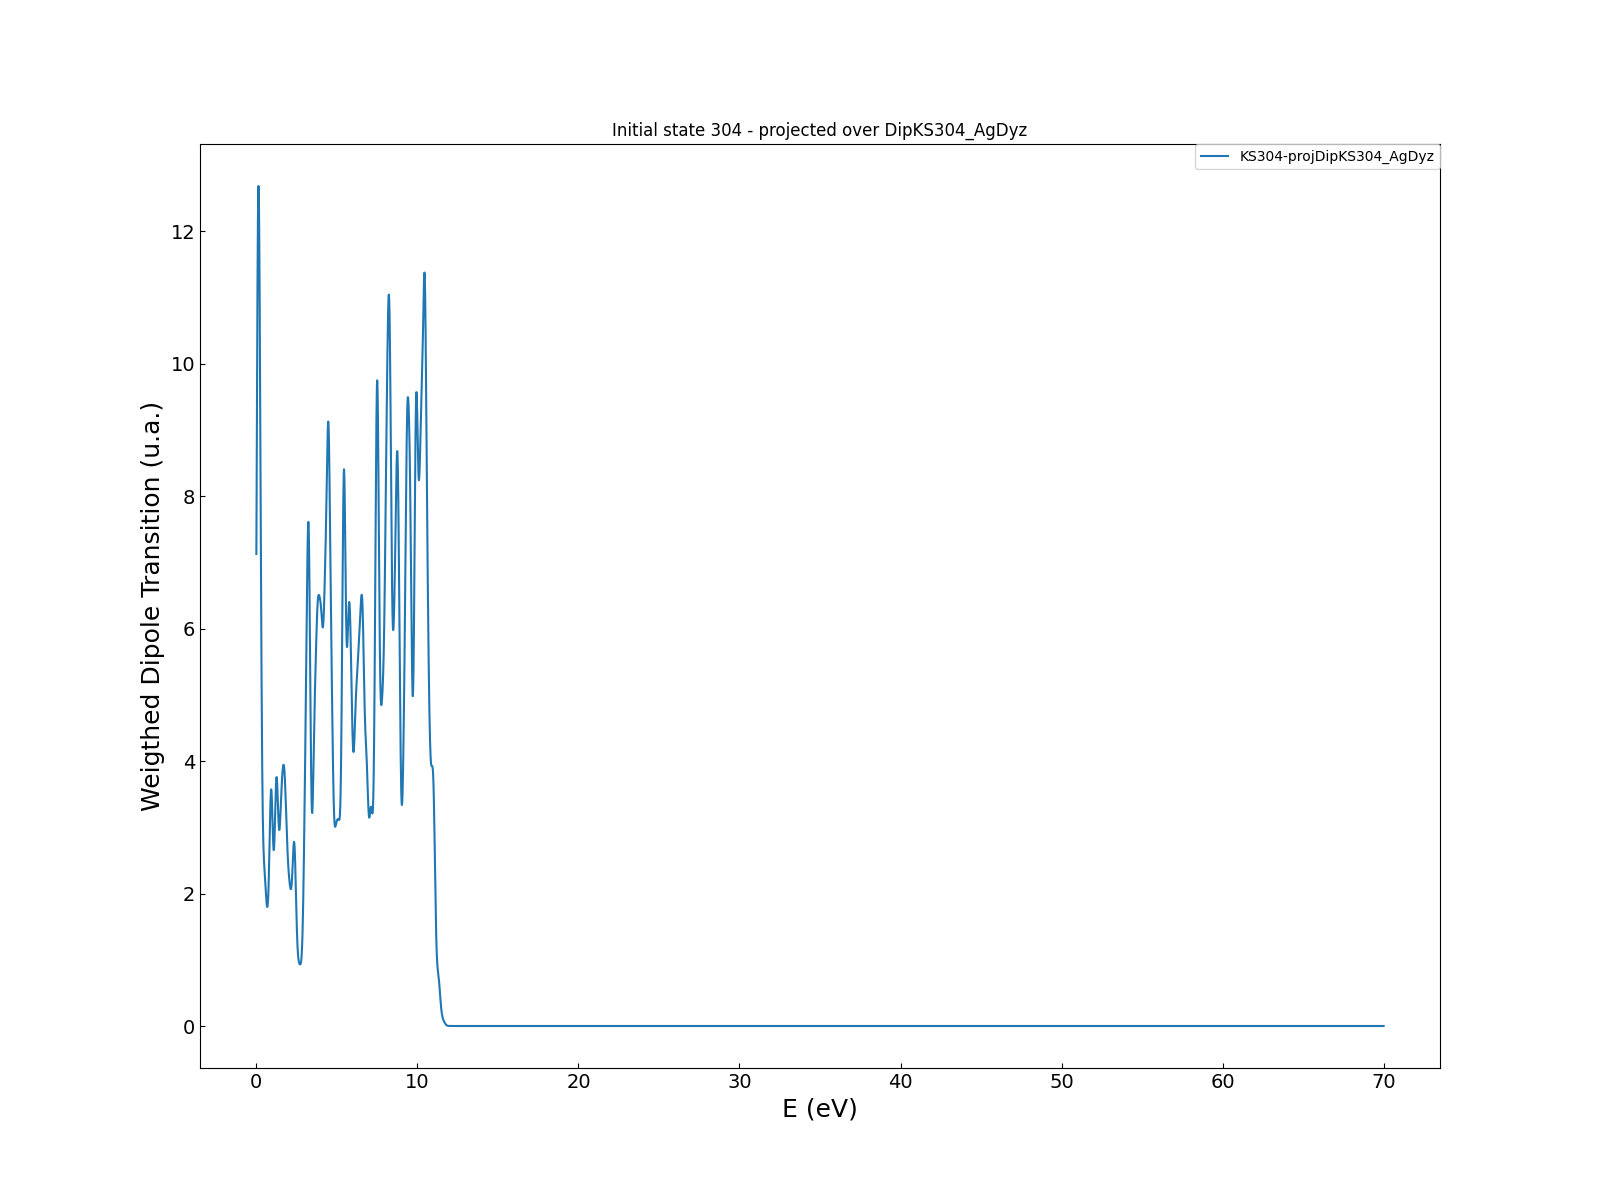 Initial state 304 - projected over DipKS304_AgDyz
KS304-projDipKS304_AgDyz
Weigthed Dipole Transition (u.a.)
12
10
8
6
4
2
0
0 10 20 30 40 50 60 70
E (eV)